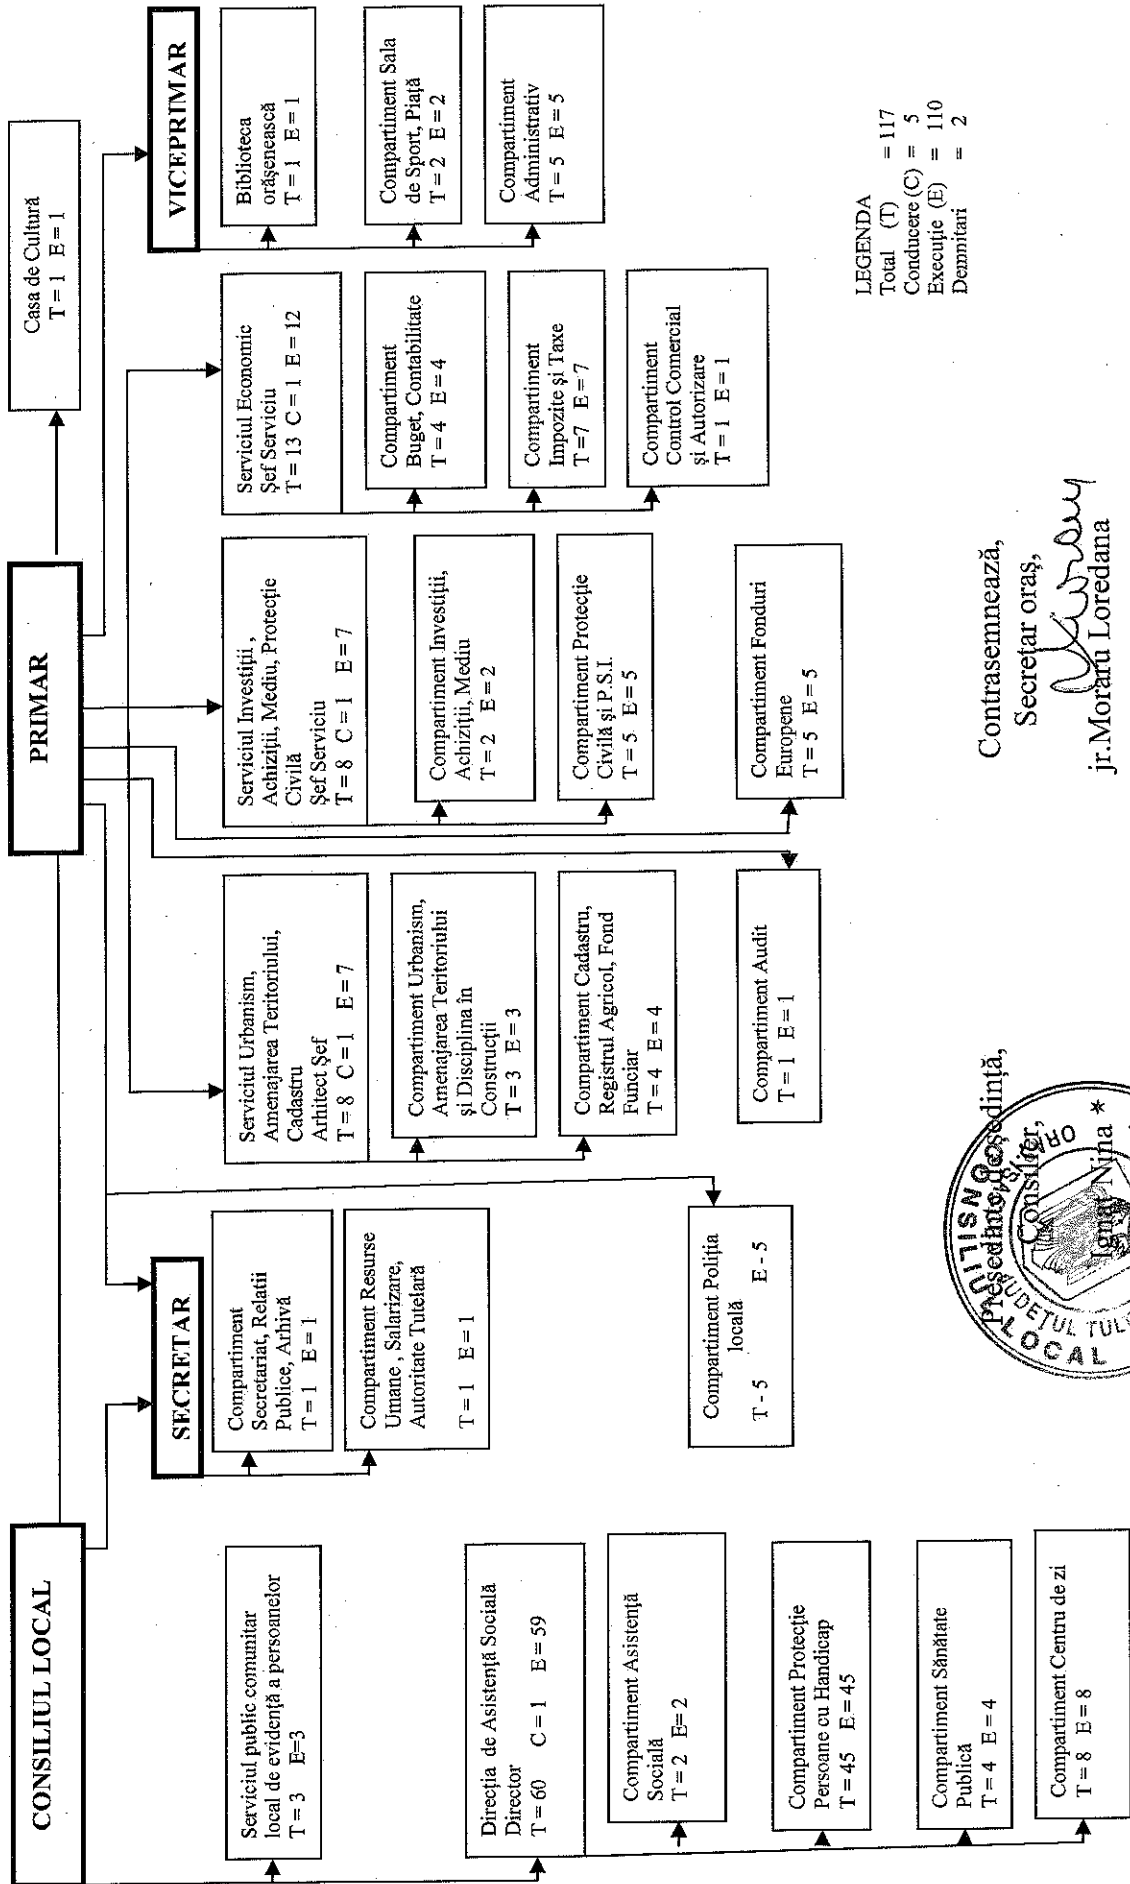 CONSILIUL LOCAL
PRIMAR
Casa de Cultură
T = 1 E = 1
SECRETAR
VICEPRIMAR
Serviciul public comunitar
local de evidență a persoanelor
T = 3 E=3
Direcția de Asistență Socială
Director
T = 60 C = 1 E = 59
Compartiment Asistență
Socială
T = 2 E=2
Compartiment Protecție
Persoane cu Handicap
T = 45 E.= 45
Compartiment Sănătate
Publică
T = 4 E = 4
Compartiment Centru de zi
T = 8 E = 8
Compartiment
Secretariat, Relatii
Publice, Arhivă
T = 1 E = 1
Compartiment Resurse
Umane , Salarizare,
Autoritate Tutelară
T = 1 E = 1
Compartiment Poliția
locală
T - 5 E - 5
Serviciul Urbanism,
Amenajarea Teritoriului,
Cadastru
Arhitect Șef
T = 8 C = 1 E = 7
Compartiment Urbanism,
Amenajarea Teritoriului
și Disciplina în
Construcții
T = 3 E = 3
Compartiment Cadastru,
Registrul Agricol, Fond
Funciar
T = 4 E = 4
Compartiment Audit
T = 1 E = 1
Serviciul Investiții ,
Achiziții, Mediu, Protecție
Civilă
Șef Serviciu
T = 8 C = 1 E = 7
Compartiment Investiții,
Achiziții, Mediu
T = 2 E = 2
Compartiment Protecție
Civilă și P.S.I.
T = 5 E = 5
Compartiment Fonduri
Europene
T = 5 E = 5
Serviciul Economic
Șef Serviciu
T = 13 C = 1 E = 12
Compartiment
Buget, Contabilitate
T = 4 E = 4
Compartiment
Impozite și Taxe
T =7 E = 7
Compartiment
Control Comercial
și Autorizare
T = 1 E = 1
Biblioteca
orășenească
T = 1 E = 1
Compartiment Sala
de Sport, Piață
T = 2 E = 2
Compartiment
Administrativ
T = 5 E = 5
LEGENDA
Total (T) = 117
Conducere (C) = 5
Execuție (E) = 110
Demnitari = 2
Președinte de ședință,
Consilier,
Ignat Nina *
CONSILIUL LOCAL
JUDEȚUL
Contrasemnează,
Secretar oraș,
jr.Moraru Loredana